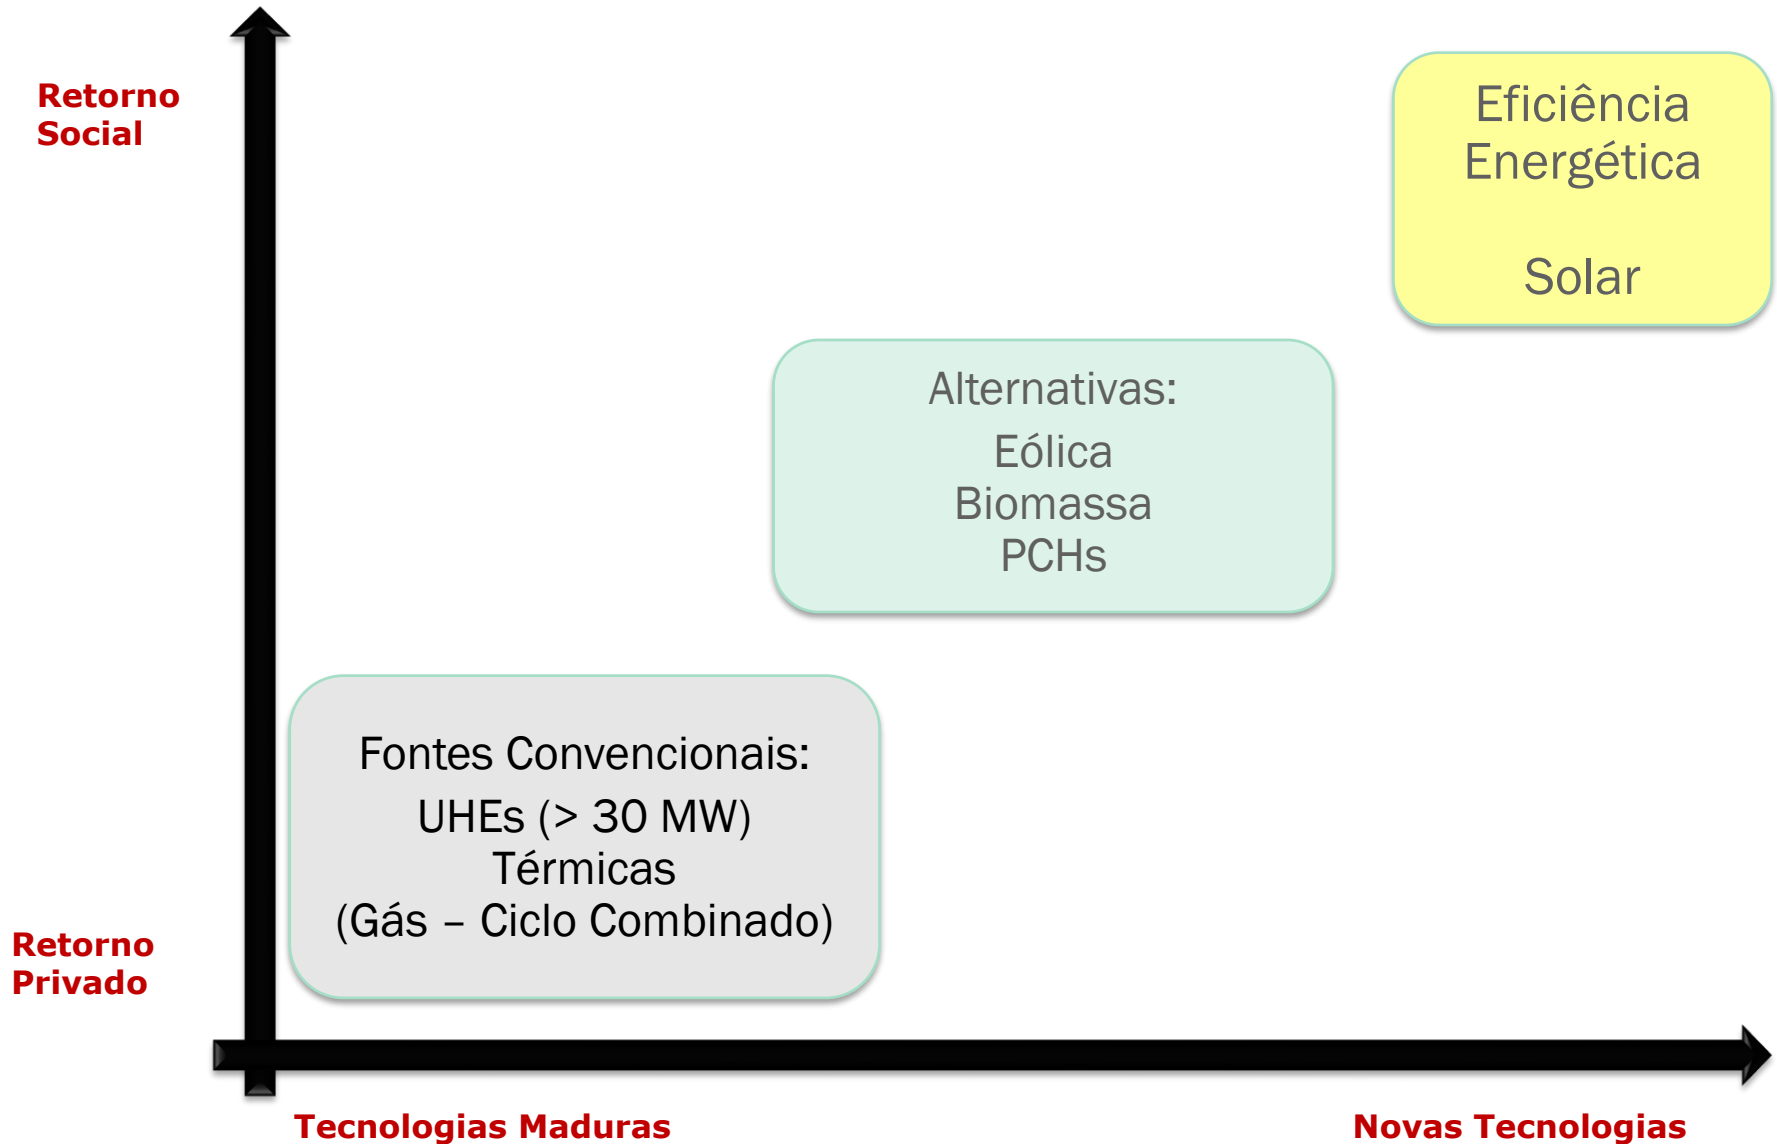 Retorno
Social
Eficiência
Energética
Solar
Alternativas:
Eólica
Biomassa
PCHs
Fontes Convencionais:
UHEs (> 30 MW)
Térmicas
(Gás – Ciclo Combinado)
Retorno
Privado
Tecnologias Maduras
Novas Tecnologias